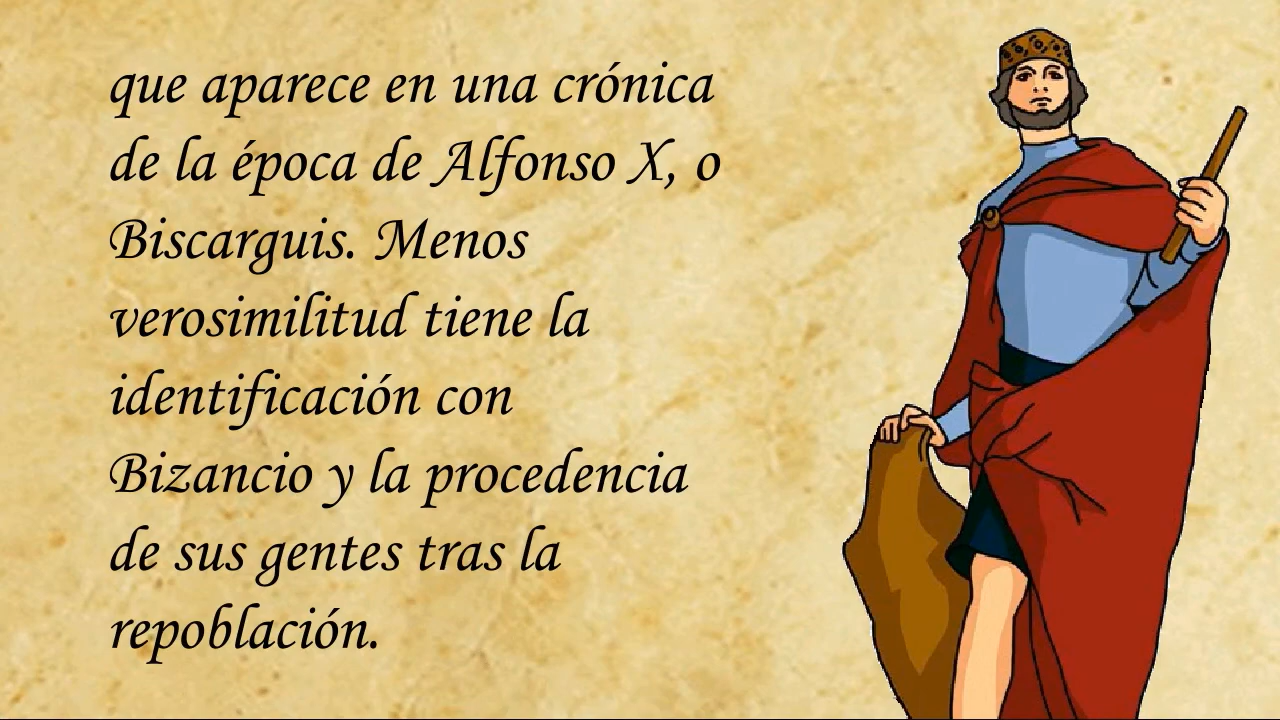 que aparece en una crónica
de la época de Alfonso X, o
Biscarguis. Menos
verosimilitud tiene la
identificación con
Bizancio y la procedencia
de sus gentes tras la
repoblación.